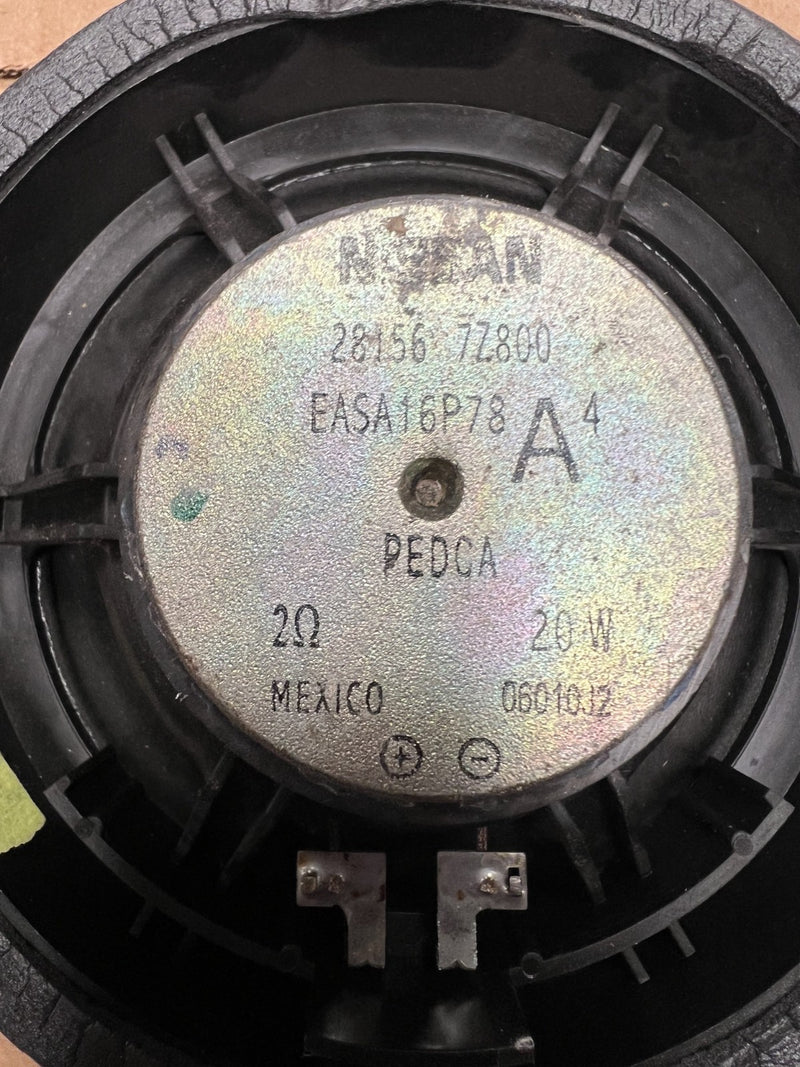 NISSAN
28156 7Z800
EASA16P78 A 4
PEDCA
2Ω 20 W
MEXICO 06010J2
+ -